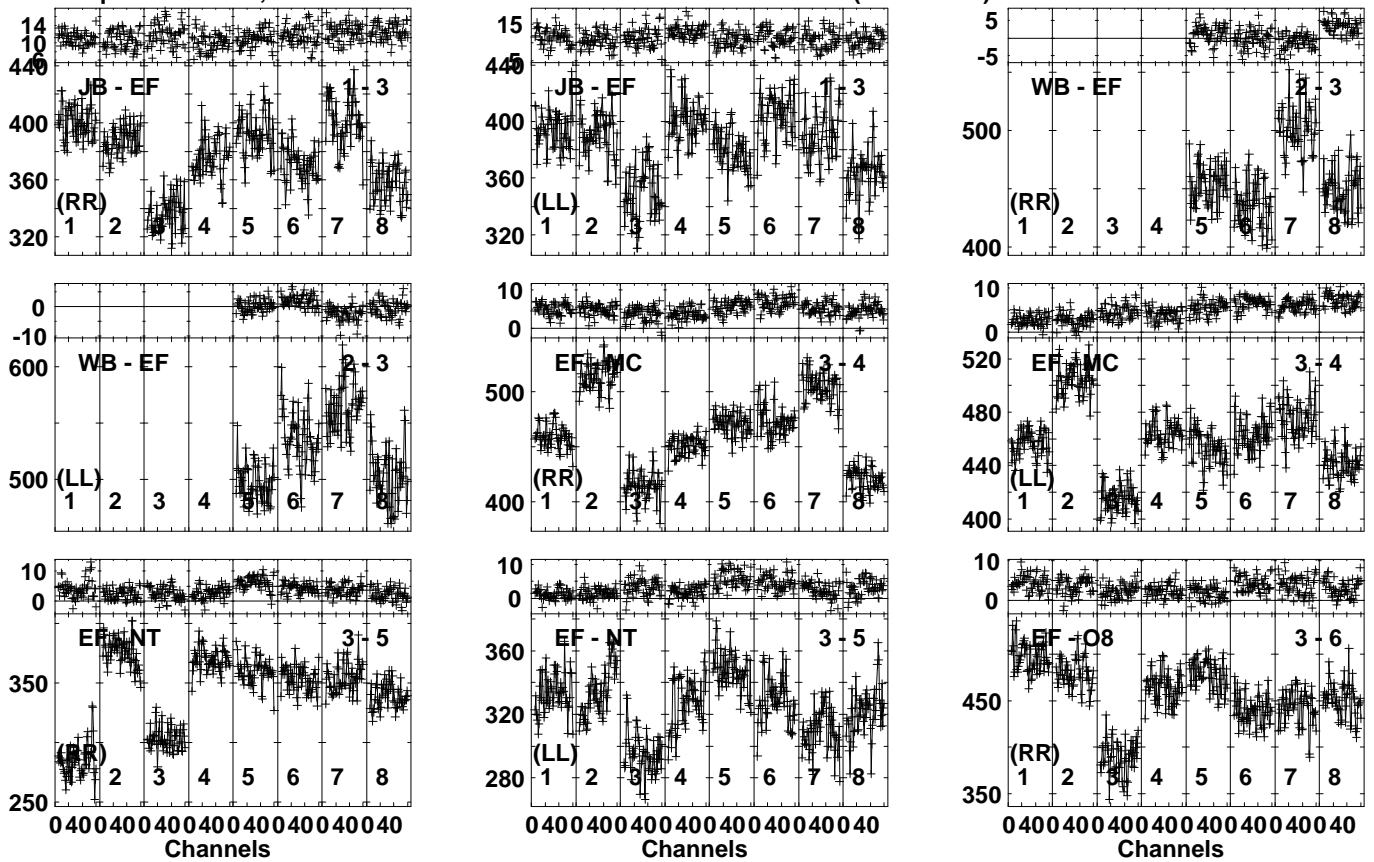 14
10
6
440 JB - EF 1 - 3
400
360
(RR)
320 1 2 3 4 5 6 7 8
15
5
440 JB - EF 1 - 3
400
360
(LL)
320 1 2 3 4 5 6 7 8
5
-5
WB - EF 2 - 3
500
(RR)
400 1 2 3 4 5 6 7 8
0
-10
600 WB - EF 2 - 3
500 (LL)
1 2 3 4 5 6 7 8
10
0
EF - MC 3 - 4
500
(RR)
400 1 2 3 4 5 6 7 8
10
0
520 EF - MC 3 - 4
480
440 (LL)
400 1 2 3 4 5 6 7 8
10
0
EF - NT 3 - 5
350
(RR)
1 2 3 4 5 6 7 8
250
0 40 0 40 0 40 0 40 0 40 0 40 0 40 0 40
Channels
10
0
360 EF - NT 3 - 5
320
(LL)
280 1 2 3 4 5 6 7 8
0 40 0 40 0 40 0 40 0 40 0 40 0 40 0 40
Channels
10
0
EF - O8 3 - 6
450
(RR)
350 1 2 3 4 5 6 7 8
0 40 0 40 0 40 0 40 0 40 0 40 0 40 0 40
Channels